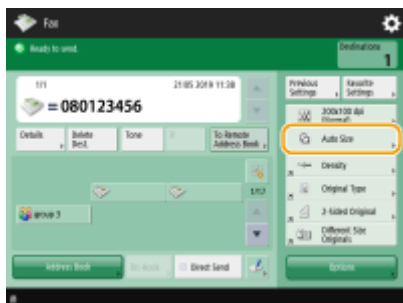 Fax
Ready to send.
Destinations
1
1/1
21/05 2019 11:38
= 080123456
Details
Delete Dest.
Tone
To Remote Address Book
1/12
group 3
Address Book
On-Hook
Direct Send
Previous Settings
Favorite Settings
200x100 dpi (Normal)
Auto Size
Density
Original Type
2-Sided Original
Different Size Originals
Options